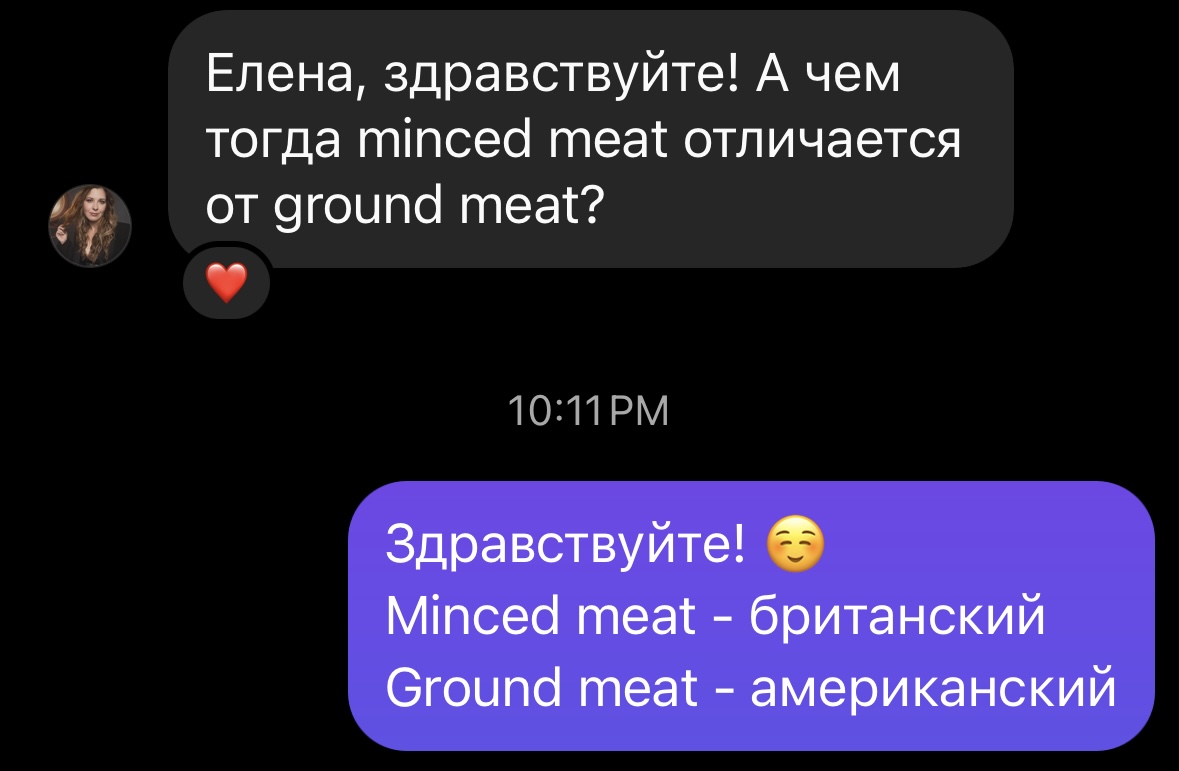 Елена, здравствуйте! А чем
тогда minced meat отличается
от ground meat?
❤️
10:11 PM
Здравствуйте! ☺️
Minced meat - британский
Ground meat - американский